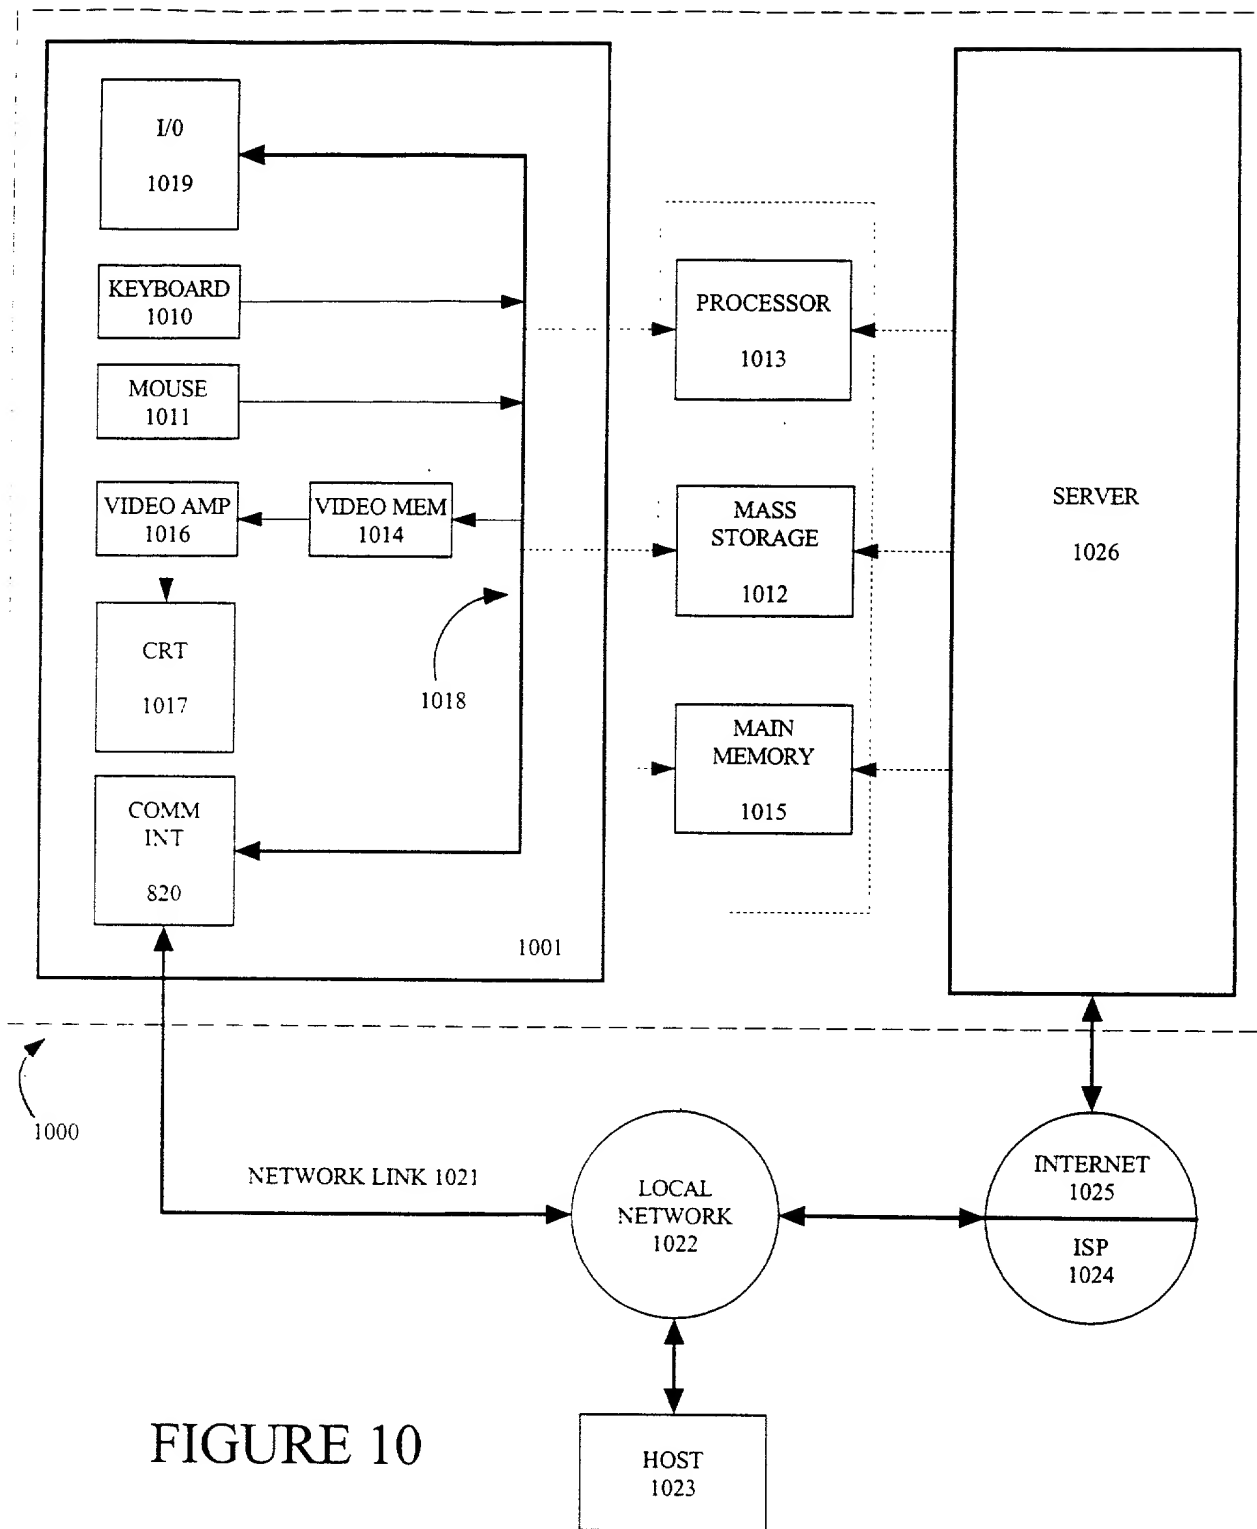 I/0
1019
KEYBOARD
1010
MOUSE
1011
VIDEO AMP
1016
VIDEO MEM
1014
CRT
1017
1018
COMM
INT
820
1001
PROCESSOR
1013
MASS
STORAGE
1012
MAIN
MEMORY
1015
SERVER
1026
1000
NETWORK LINK 1021
LOCAL
NETWORK
1022
INTERNET
1025
ISP
1024
HOST
1023
FIGURE 10